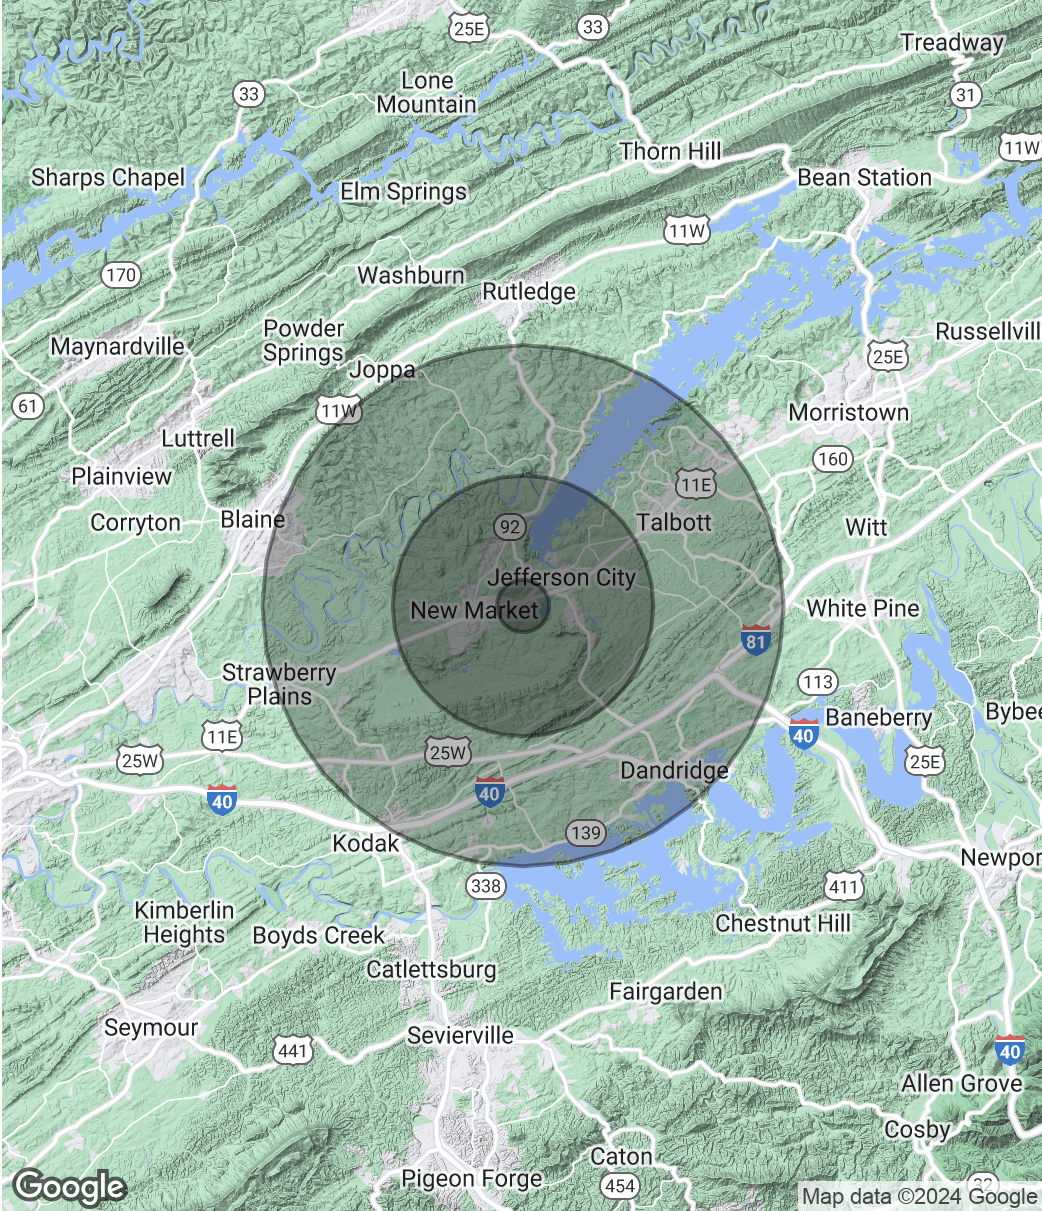 25E
33
Treadway
Lone
Mountain
33
31
Thorn Hill
11W
Sharps Chapel
Elm Springs
Bean Station
11W
170
Washburn
Rutledge
Powder
Springs
Russellvil
Maynardville
25E
Joppa
61
11W
Morristown
Luttrell
160
Plainview
11E
Corryton
Blaine
92
Talbott
Witt
Jefferson City
New Market
White Pine
81
Strawberry
Plains
113
Baneberry
Bybee
11E
40
25W
25W
25E
Dandridge
40
40
139
Kodak
Newpor
338
411
Kimberlin
Heights
Chestnut Hill
Boyds Creek
Catlettsburg
Fairgarden
Seymour
Sevierville
441
40
Allen Grove
Cosby
Caton
Pigeon Forge
454
32
Google
Map data ©2024 Google